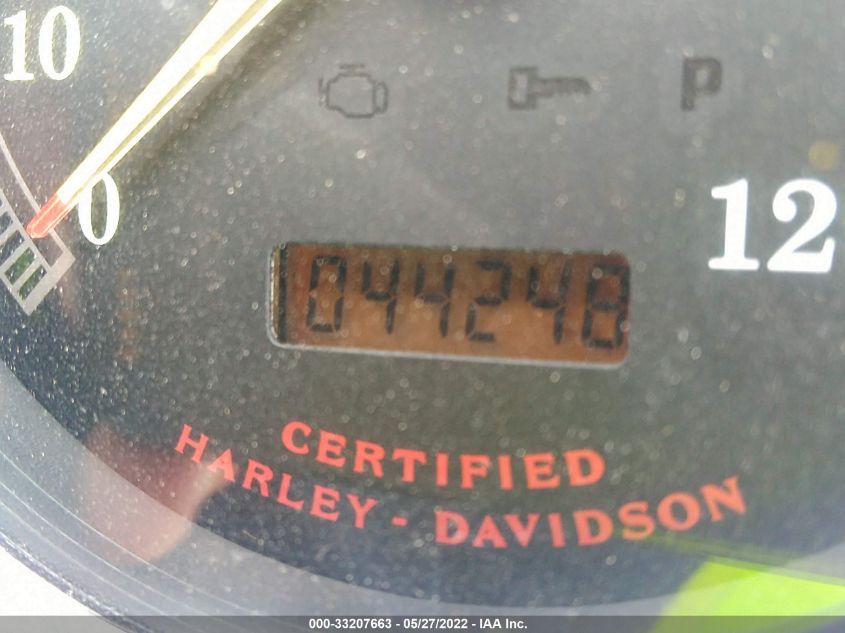 10
P
0
12
044248
CERTIFIED
HARLEY - DAVIDSON
000-33207663 - 05/27/2022 - IAA Inc.